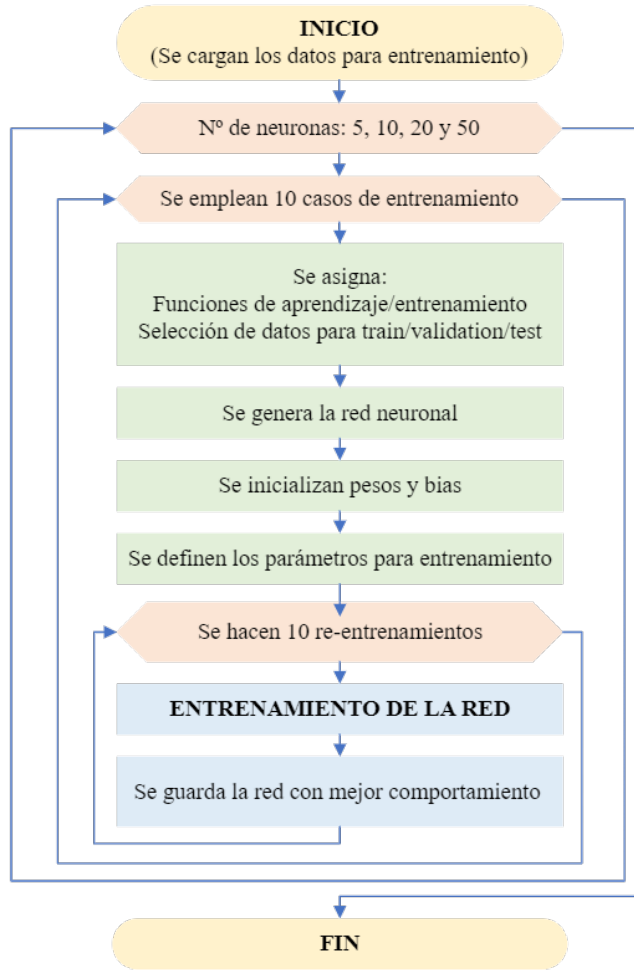 INICIO
(Se cargan los datos para entrenamiento)
Nº de neuronas: 5, 10, 20 y 50
Se emplean 10 casos de entrenamiento
Se asigna:
Funciones de aprendizaje/entrenamiento
Selección de datos para train/validation/test
Se genera la red neuronal
Se inicializan pesos y bias
Se definen los parámetros para entrenamiento
Se hacen 10 re-entrenamientos
ENTRENAMIENTO DE LA RED
Se guarda la red con mejor comportamiento
FIN